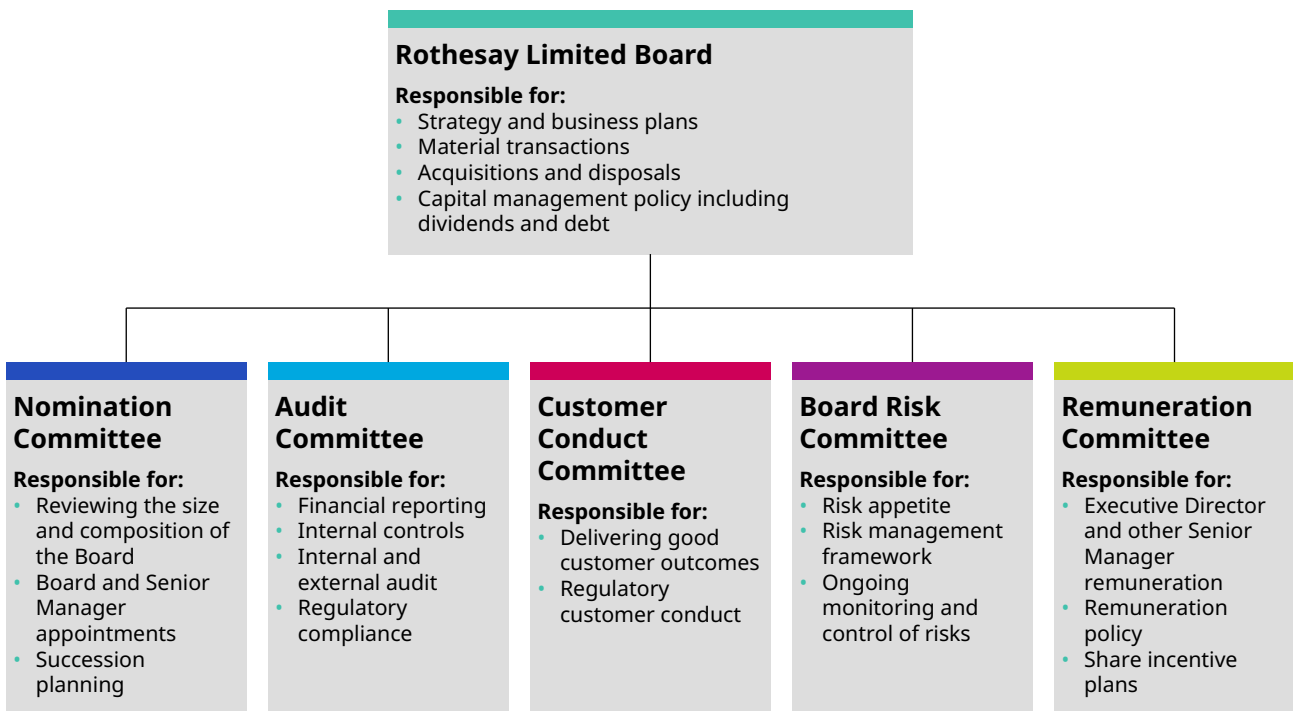 Rothesay Limited Board
Responsible for:
• Strategy and business plans
• Material transactions
• Acquisitions and disposals
• Capital management policy including
dividends and debt
Nomination
Committee
Responsible for:
• Reviewing the size
and composition of
the Board
• Board and Senior
Manager
appointments
• Succession
planning
Audit
Committee
Responsible for:
• Financial reporting
• Internal controls
• Internal and
external audit
• Regulatory
compliance
Customer
Conduct
Committee
Responsible for:
• Delivering good
customer outcomes
• Regulatory
customer conduct
Board Risk
Committee
Responsible for:
• Risk appetite
• Risk management
framework
• Ongoing
monitoring and
control of risks
Remuneration
Committee
Responsible for:
• Executive Director
and other Senior
Manager
remuneration
• Remuneration
policy
• Share incentive
plans